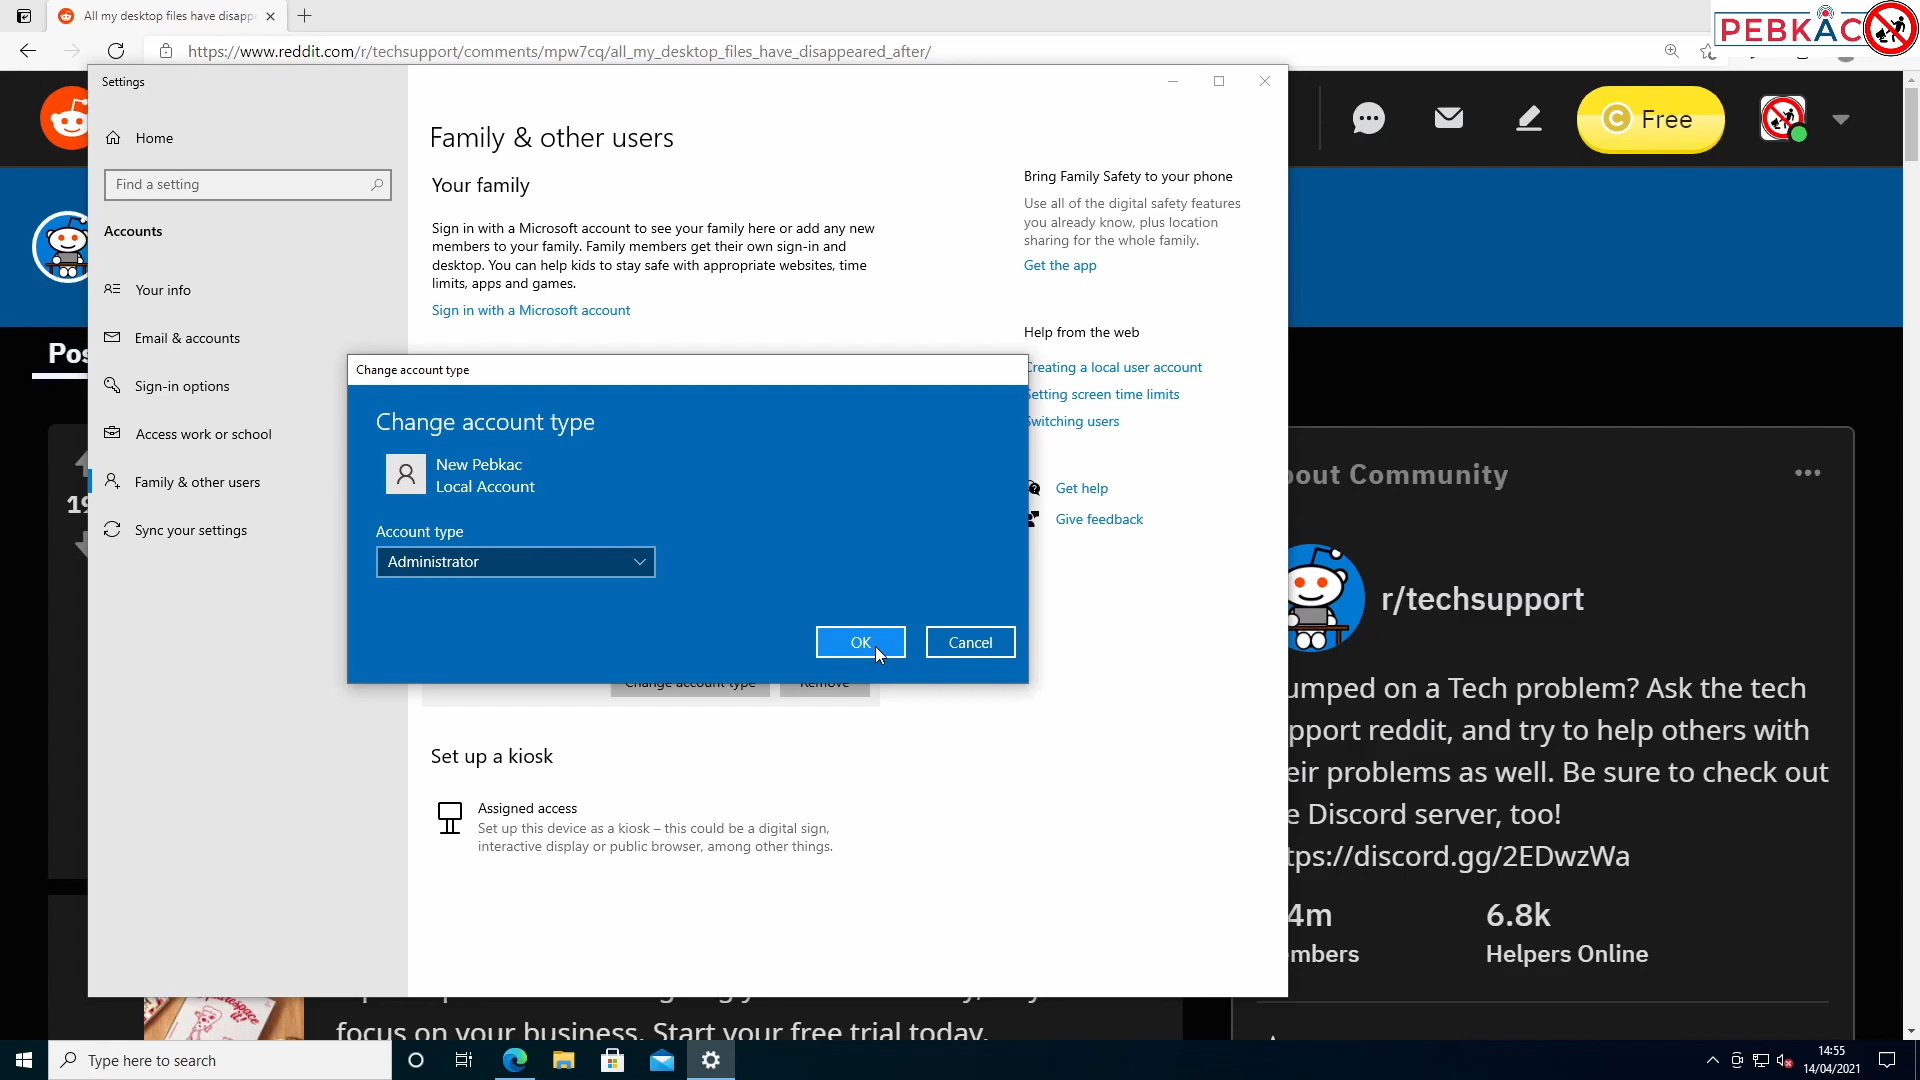 All my desktop files have disapp
PEBKAC
https://www.reddit.com/r/techsupport/comments/mpw7cq/all_my_desktop_files_have_disappeared_after/
Settings
Home
Find a setting
Accounts
Your info
Email & accounts
Sign-in options
Access work or school
Family & other users
Sync your settings
Family & other users
Your family
Sign in with a Microsoft account to see your family here or add any new
members to your family. Family members get their own sign-in and
desktop. You can help kids to stay safe with appropriate websites, time
limits, apps and games.
Sign in with a Microsoft account
Bring Family Safety to your phone
Use all of the digital safety features
you already know, plus location
sharing for the whole family.
Get the app
Help from the web
Creating a local user account
Setting screen time limits
Switching users
Get help
Give feedback
Change account type
Change account type
New Pebkac
Local Account
Account type
Administrator
OK
Cancel
Change account type
Remove
Set up a kiosk
Assigned access
Set up this device as a kiosk – this could be a digital sign,
interactive display or public browser, among other things.
Free
Pos
19
bout Community
r/techsupport
umped on a Tech problem? Ask the tech
pport reddit, and try to help others with
eir problems as well. Be sure to check out
e Discord server, too!
tps://discord.gg/2EDwzWa
4m
mbers
6.8k
Helpers Online
focus on your business. Start your free trial today.
Type here to search
14:55
14/04/2021